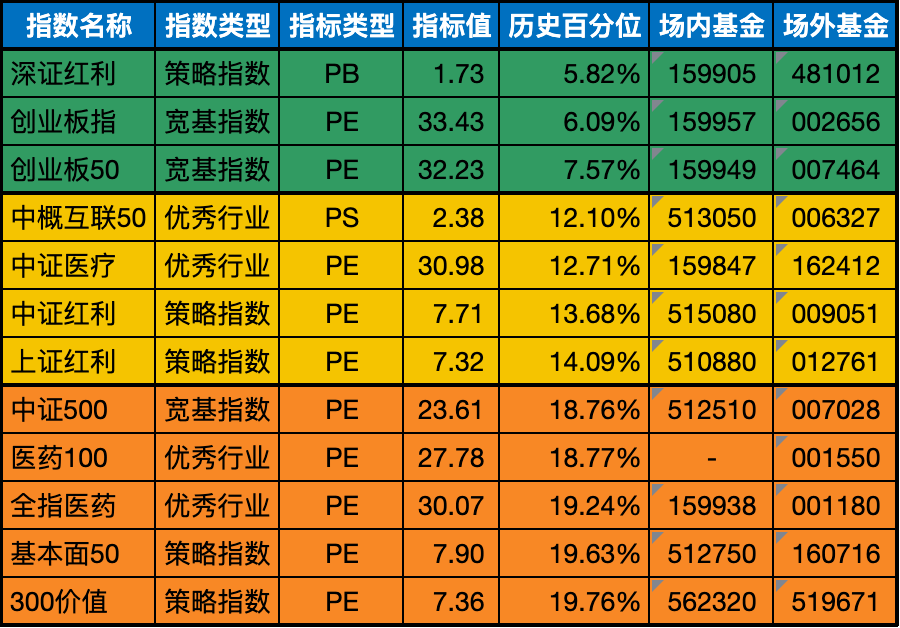 指数名称 指数类型 指标类型 指标值 历史百分位 场内基金 场外基金
深证红利 策略指数 PB 1.73 5.82% 159905 481012
创业板指 宽基指数 PE 33.43 6.09% 159957 002656
创业板50 宽基指数 PE 32.23 7.57% 159949 007464
中概互联50 优秀行业 PS 2.38 12.10% 513050 006327
中证医疗 优秀行业 PE 30.98 12.71% 159847 162412
中证红利 策略指数 PE 7.71 13.68% 515080 009051
上证红利 策略指数 PE 7.32 14.09% 510880 012761
中证500 宽基指数 PE 23.61 18.76% 512510 007028
医药100 优秀行业 PE 27.78 18.77% - 001550
全指医药 优秀行业 PE 30.07 19.24% 159938 001180
基本面50 策略指数 PE 7.90 19.63% 512750 160716
300价值 策略指数 PE 7.36 19.76% 562320 519671